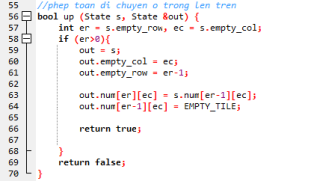 55 //phep toan di chuyen o trong len tren
56 bool up (State s, State &out) {
57 int er = s.empty_row, ec = s.empty_col;
58 if (er>0){
59 out = s;
60 out.empty_col = ec;
61 out.empty_row = er-1;
62
63 out.num[er][ec] = s.num[er-1][ec];
64 out.num[er-1][ec] = EMPTY_TILE;
65
66 return true;
67
68 }
69 return false;
70 }